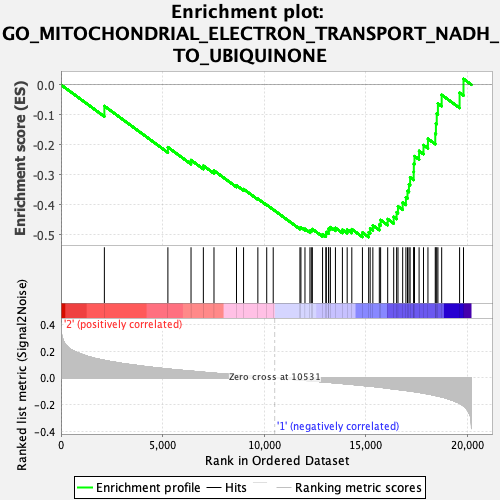 Enrichment plot:
GO_MITOCHONDRIAL_ELECTRON_TRANSPORT_NADH_
TO_UBIQUINONE
Enrichment score (ES)
0.0
-0.1
-0.2
-0.3
-0.4
-0.5
'2' (positively correlated)
Ranked list metric (Signal2Noise)
0.4
0.2
0.0
-0.2
-0.4
Zero cross at 10531
'1' (negatively correlated)
0
5,000
10,000
15,000
20,000
Rank in Ordered Dataset
Enrichment profile
Hits
Ranking metric scores